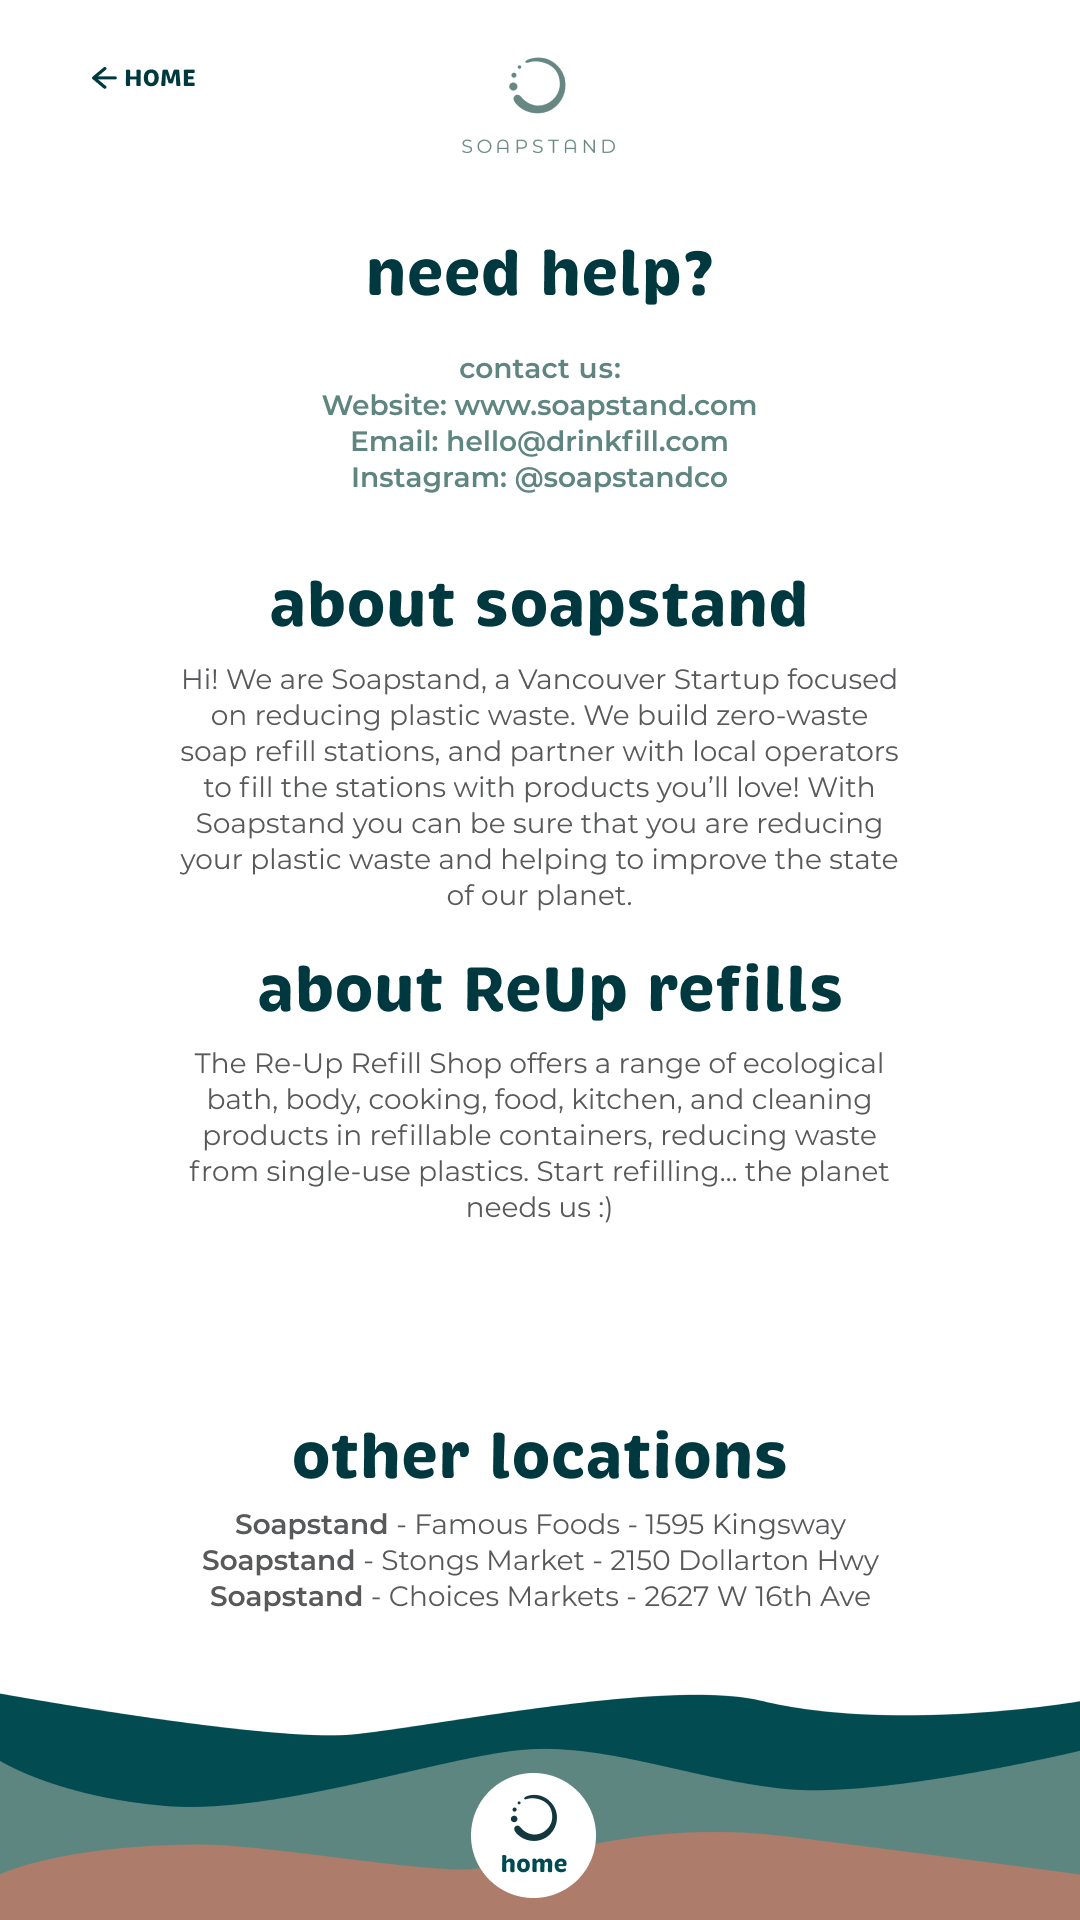 HOME
SOAPSTAND
need help?
contact us:
Website: www.soapstand.com
Email: hello@drinkfill.com
Instagram: @soapstandco
about soapstand
Hi! We are Soapstand, a Vancouver Startup focused
on reducing plastic waste. We build zero-waste
soap refill stations, and partner with local operators
to fill the stations with products you’ll love! With
Soapstand you can be sure that you are reducing
your plastic waste and helping to improve the state
of our planet.
about ReUp refills
The Re-Up Refill Shop offers a range of ecological
bath, body, cooking, food, kitchen, and cleaning
products in refillable containers, reducing waste
from single-use plastics. Start refilling... the planet
needs us :)
other locations
Soapstand - Famous Foods - 1595 Kingsway
Soapstand - Stongs Market - 2150 Dollarton Hwy
Soapstand - Choices Markets - 2627 W 16th Ave
home